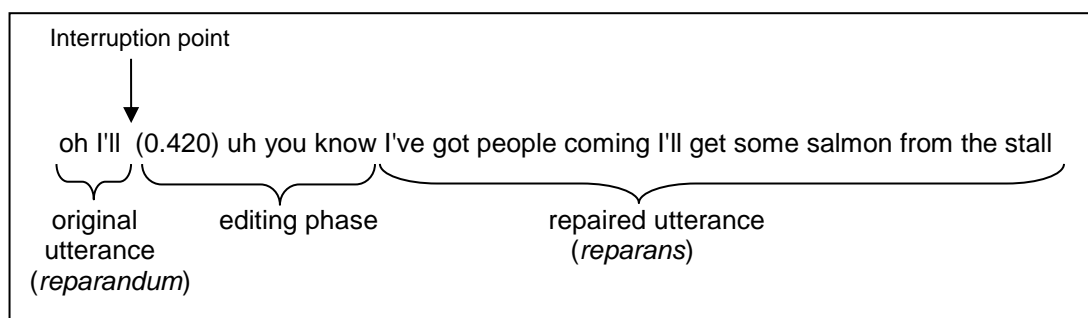 Interruption point
oh I'll (0.420) uh you know I've got people coming I'll get some salmon from the stall
original editing phase repaired utterance
utterance (reparans)
(reparandum)